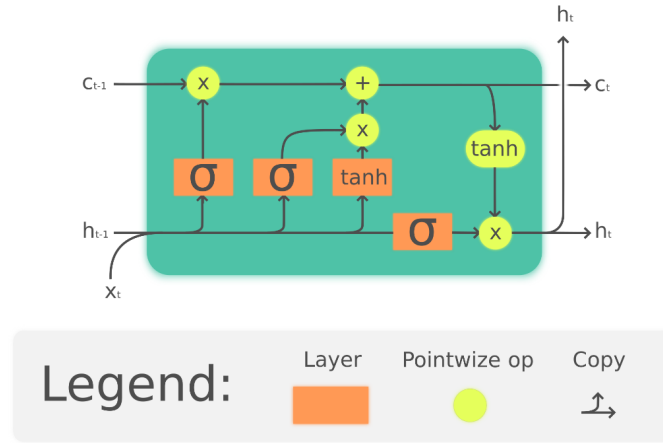 hₜ
cₜ₋₁ x + cₜ
x
tanh
σ σ tanh
hₜ₋₁ σ x hₜ
xₜ
Legend:
Layer Pointwize op Copy